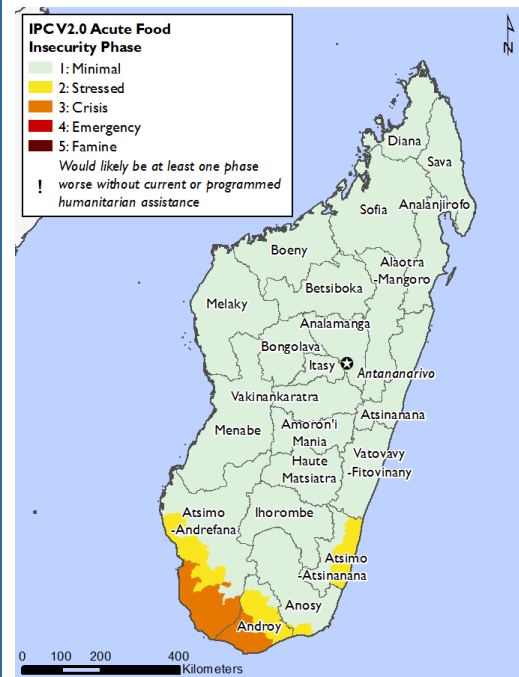 IPC V2.0 Acute Food
Insecurity Phase
1: Minimal
2: Stressed
3: Crisis
4: Emergency
5: Famine
Would likely be at least one phase
! worse without current or programmed
humanitarian assistance
N
Diana
Sava
Sofia
Analanjirofo
Boeny
Alaotra
-Mangoro
Betsiboka
Melaky
Analamanga
Bongolava
Itasy
Antananarivo
Vakinankaratra
Atsinanana
Menabe
Amoron'i
Mania
Vatovavy
-Fitovinany
Haute
Matsiatra
Atsimo
-Andrefana
Ihorombe
Atsimo
-Atsinanana
Anosy
Androy
0 100 200 400
Kilometers